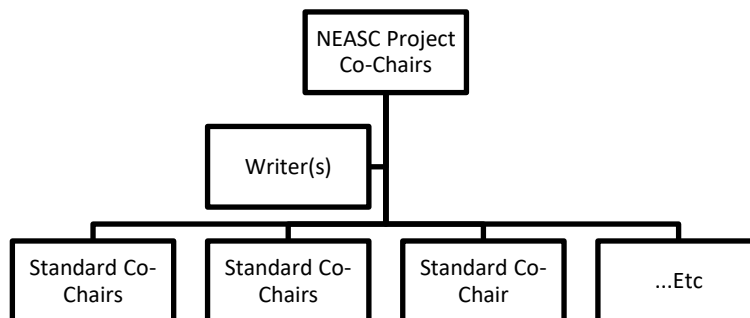 NEASC Project
Co-Chairs
Writer(s)
Standard Co-
Chairs
Standard Co-
Chairs
Standard Co-
Chair
...Etc